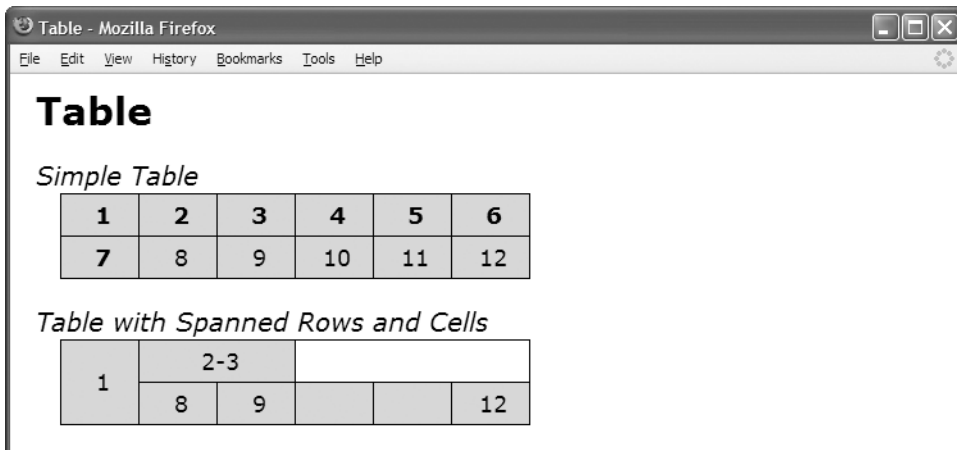 Table - Mozilla Firefox
File Edit View History Bookmarks Tools Help
Table
Simple Table
1 2 3 4 5 6
7 8 9 10 11 12
Table with Spanned Rows and Cells
1 2-3
8 9 12